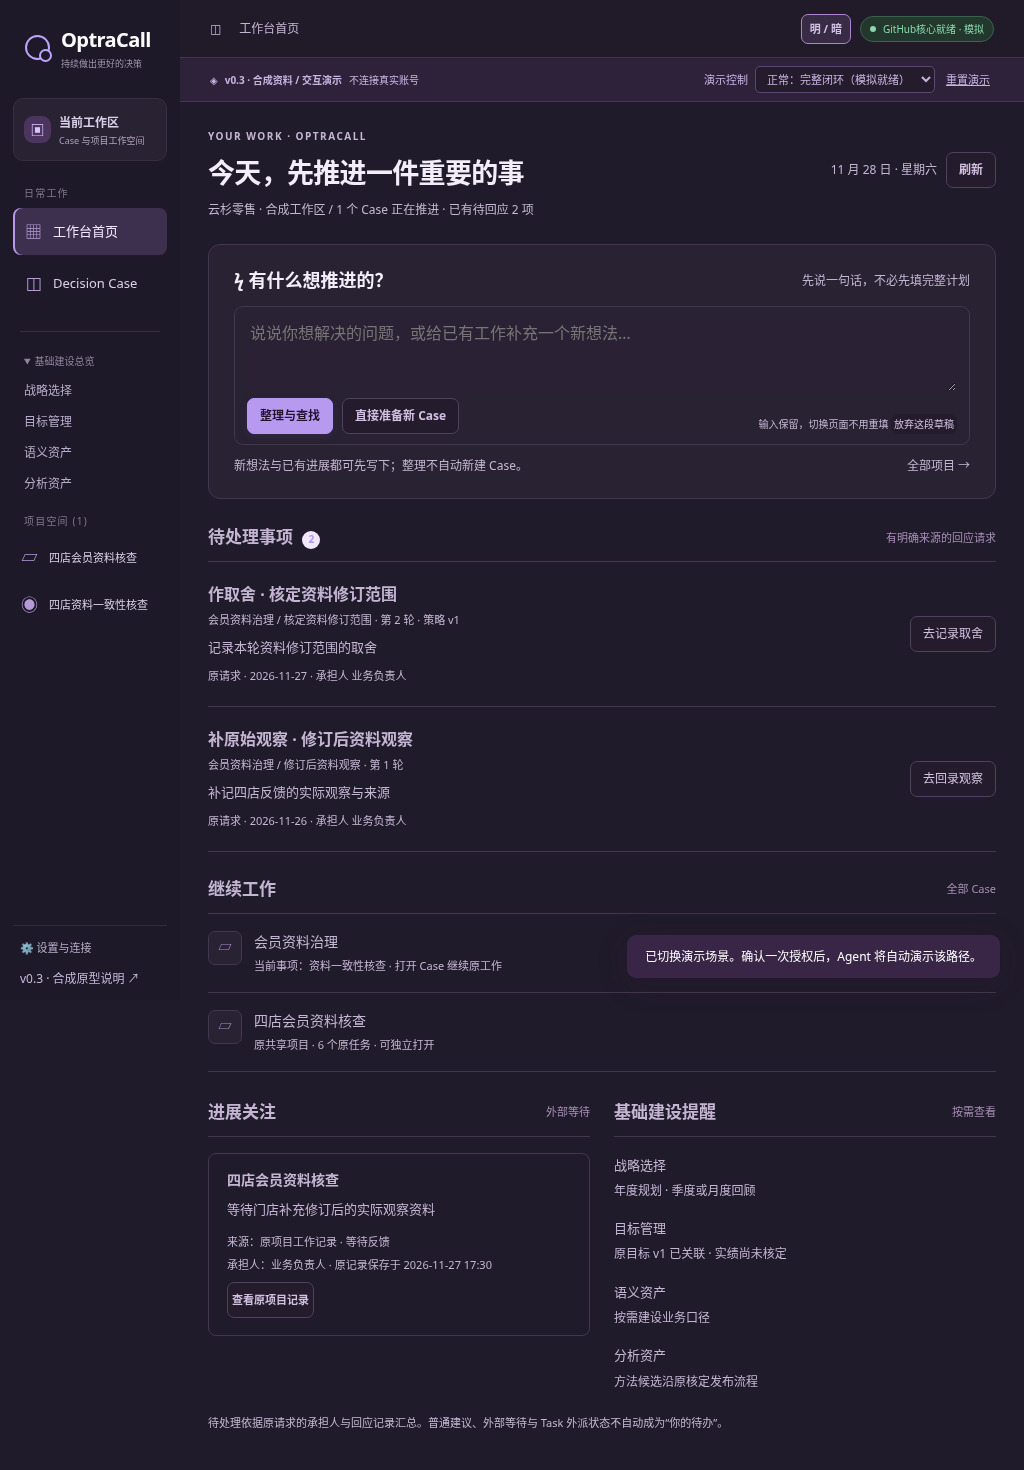 OptraCall
持续做出更好的决策
当前工作区
Case 与项目工作空间
日常工作
工作台首页
Decision Case
▼ 基础建设总览
战略选择
目标管理
语义资产
分析资产
项目空间 (1)
四店会员资料核查
四店资料一致性核查
设置与连接
v0.3 · 合成原型说明 ↗
工作台首页
明 / 暗
GitHub核心就绪 · 模拟
v0.3 · 合成资料 / 交互演示 不连接真实账号
演示控制 正常：完整闭环（模拟就绪） 重置演示
YOUR WORK · OPTRACALL
今天，先推进一件重要的事
11 月 28 日 · 星期六 刷新
云杉零售 · 合成工作区 / 1 个 Case 正在推进 · 已有待回应 2 项
有什么想推进的？
先说一句话，不必先填完整计划
说说你想解决的问题，或给已有工作补充一个新想法…
整理与查找 直接准备新 Case
输入保留，切换页面不用重填 放弃这段草稿
新想法与已有进展都可先写下；整理不自动新建 Case。
全部项目 →
待处理事项 2
有明确来源的回应请求
作取舍 · 核定资料修订范围
会员资料治理 / 核定资料修订范围 · 第 2 轮 · 策略 v1
记录本轮资料修订范围的取舍
原请求 · 2026-11-27 · 承担人 业务负责人
去记录取舍
补原始观察 · 修订后资料观察
会员资料治理 / 修订后资料观察 · 第 1 轮
补记四店反馈的实际观察与来源
原请求 · 2026-11-26 · 承担人 业务负责人
去回录观察
继续工作
全部 Case
会员资料治理
当前事项：资料一致性核查 · 打开 Case 继续原工作
已切换演示场景。确认一次授权后，Agent 将自动演示该路径。
四店会员资料核查
原共享项目 · 6 个原任务 · 可独立打开
进展关注
外部等待
四店会员资料核查
等待门店补充修订后的实际观察资料
来源：原项目工作记录 · 等待反馈
承担人：业务负责人 · 原记录保存于 2026-11-27 17:30
查看原项目记录
基础建设提醒
按需查看
战略选择
年度规划 · 季度或月度回顾
目标管理
原目标 v1 已关联 · 实绩尚未核定
语义资产
按需建设业务口径
分析资产
方法候选沿原核定发布流程
待处理依据原请求的承担人与回应记录汇总。普通建议、外部等待与 Task 外派状态不自动成为“你的待办”。